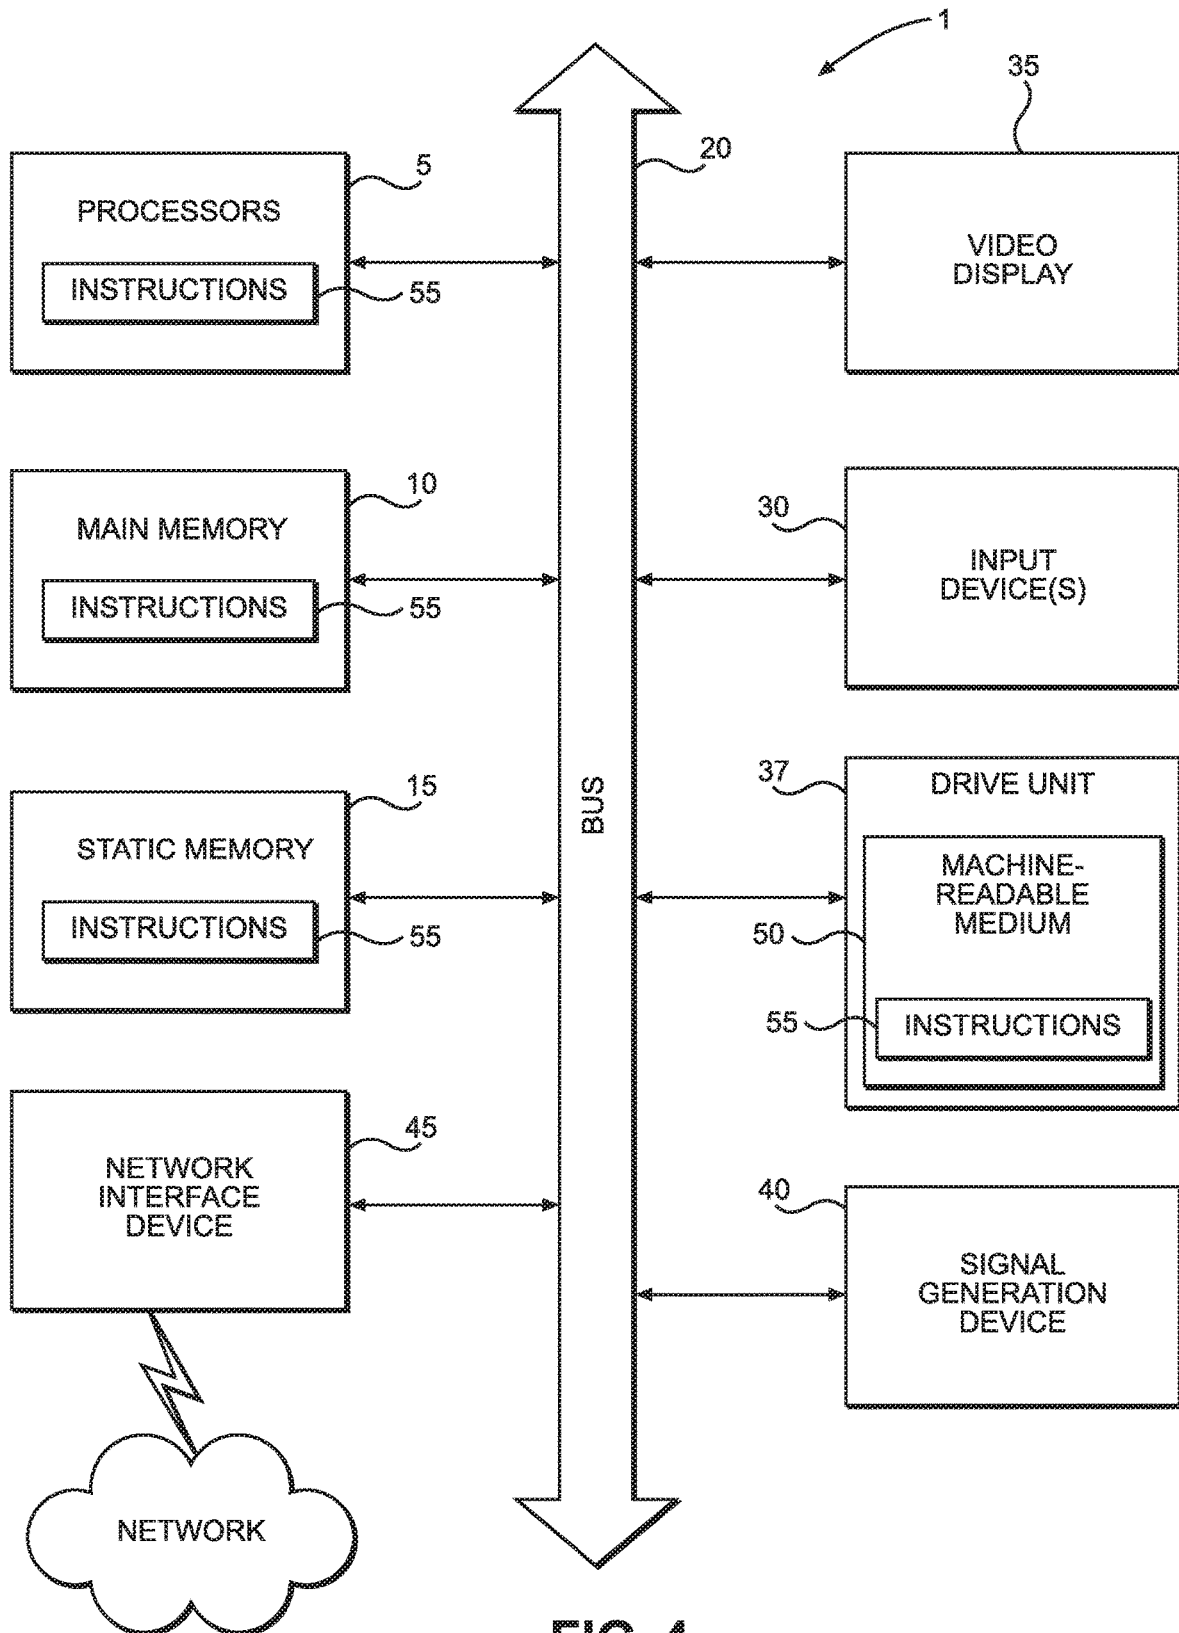 1
35
20
5
PROCESSORS
INSTRUCTIONS
55
VIDEO
DISPLAY
10
MAIN MEMORY
INSTRUCTIONS
55
30
INPUT
DEVICE(S)
15
STATIC MEMORY
INSTRUCTIONS
55
BUS
37
DRIVE UNIT
MACHINE-
READABLE
MEDIUM
50
55
INSTRUCTIONS
45
NETWORK
INTERFACE
DEVICE
40
SIGNAL
GENERATION
DEVICE
NETWORK